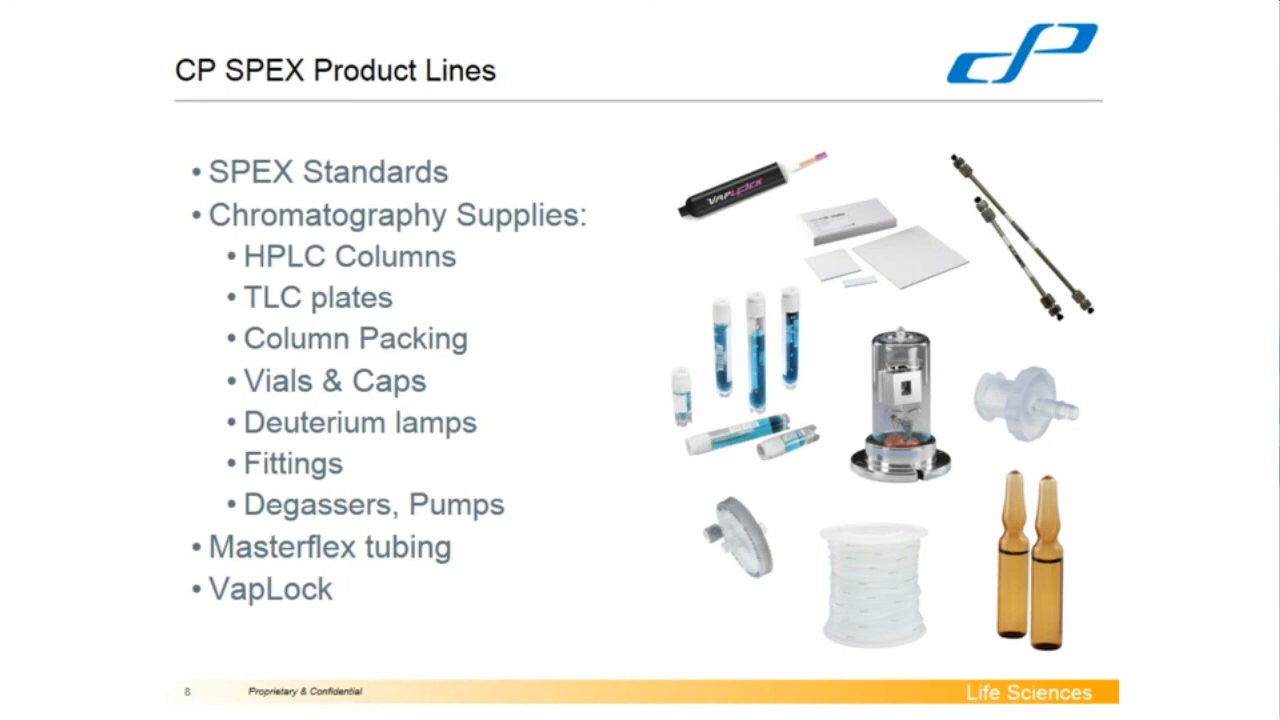 CP SPEX Product Lines
• SPEX Standards
• Chromatography Supplies:
• HPLC Columns
• TLC plates
• Column Packing
• Vials & Caps
• Deuterium lamps
• Fittings
• Degassers, Pumps
• Masterflex tubing
• VapLock
8
Proprietary & Confidential
Life Sciences